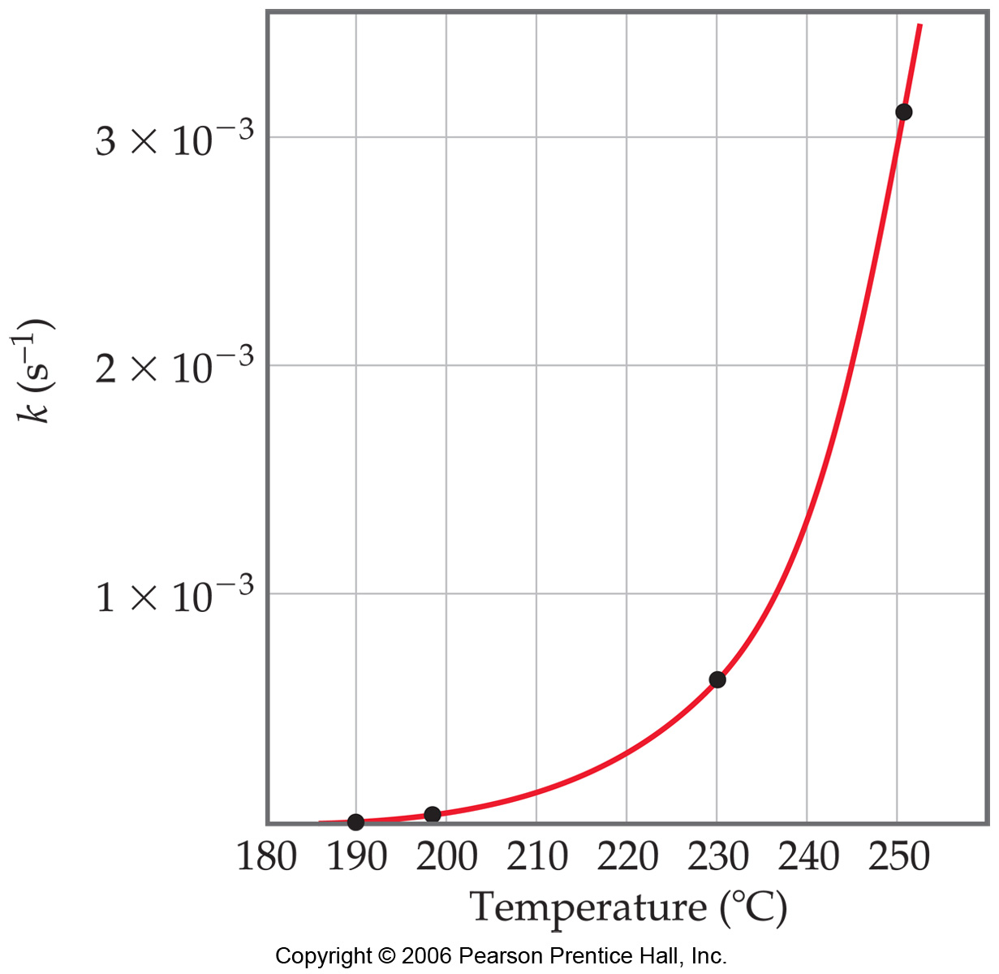 3 × 10⁻³
2 × 10⁻³
1 × 10⁻³
k (s⁻¹)
180 190 200 210 220 230 240 250
Temperature (°C)
Copyright © 2006 Pearson Prentice Hall, Inc.